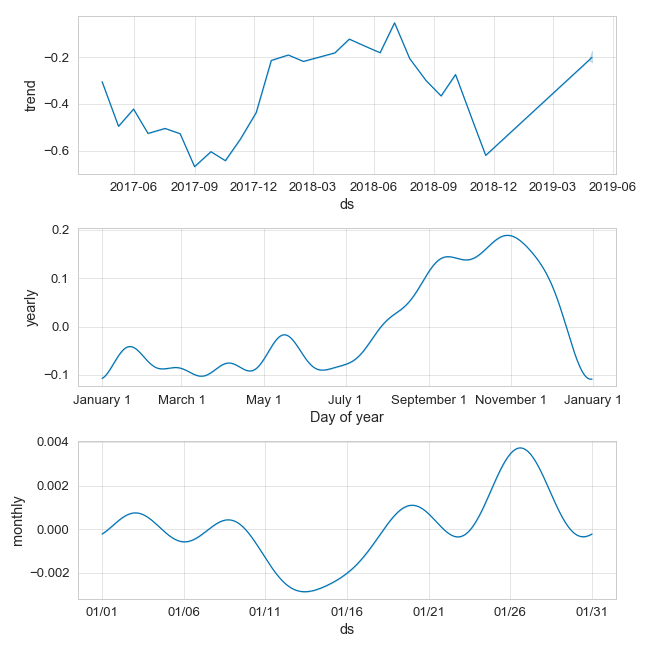 −0.2
−0.4
−0.6
trend
2017-06 2017-09 2017-12 2018-03 2018-06 2018-09 2018-12 2019-03 2019-06
ds
0.2
0.1
0.0
−0.1
yearly
January 1 March 1 May 1 July 1 September 1 November 1 January 1
Day of year
0.004
0.002
0.000
−0.002
monthly
01/01 01/06 01/11 01/16 01/21 01/26 01/31
ds